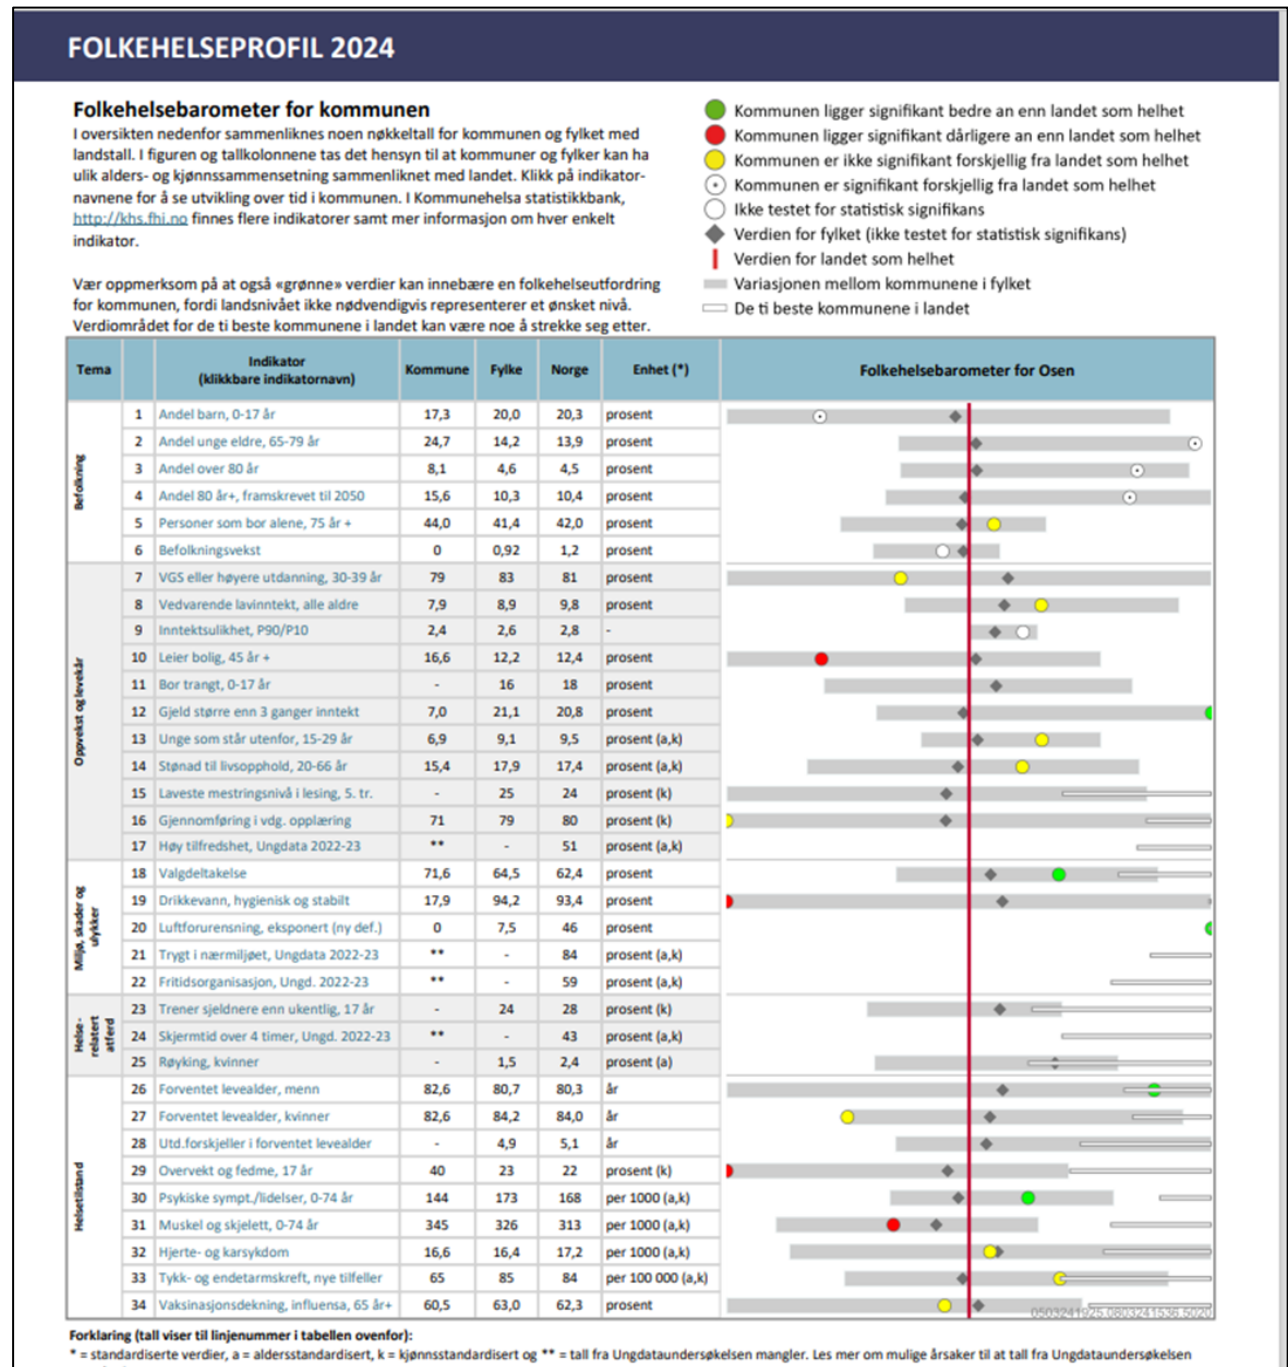 FOLKEHELSEPROFIL 2024
Folkehelsebarometer for kommunen
I oversikten nedenfor sammenliknes noen nøkkeltall for kommunen og fylket med
landstall. I figuren og tallkolonnene tas det hensyn til at kommuner og fylker kan ha
ulik alders- og kjønnssammensetning sammenliknet med landet. Klikk på indikator-
navnene for å se utvikling over tid i kommunen. I Kommunehelsa statistikkbank,
http://khs.fhi.no finnes flere indikatorer samt mer informasjon om hver enkelt
indikator.
Vær oppmerksom på at også «grønne» verdier kan innebære en folkehelseutfordring
for kommunen, fordi landsnivået ikke nødvendigvis representerer et ønsket nivå.
Verdiområdet for de ti beste kommunene i landet kan være noe å strekke seg etter.
Kommunen ligger signifikant bedre an enn landet som helhet
Kommunen ligger signifikant dårligere an enn landet som helhet
Kommunen er ikke signifikant forskjellig fra landet som helhet
Kommunen er signifikant forskjellig fra landet som helhet
Ikke testet for statistisk signifikans
Verdien for fylket (ikke testet for statistisk signifikans)
Verdien for landet som helhet
Variasjonen mellom kommunene i fylket
De ti beste kommunene i landet
Tema Indikator (klikkbare indikatornavn) Kommune Fylke Norge Enhet (*) Folkehelsebarometer for Osen
Befolkning
1 Andel barn, 0-17 år 17,3 20,0 20,3 prosent
2 Andel unge eldre, 65-79 år 24,7 14,2 13,9 prosent
3 Andel over 80 år 8,1 4,6 4,5 prosent
4 Andel 80 år+, framskrevet til 2050 15,6 10,3 10,4 prosent
5 Personer som bor alene, 75 år + 44,0 41,4 42,0 prosent
6 Befolkningsvekst 0 0,92 1,2 prosent
Oppvekst og levekår
7 VGS eller høyere utdanning, 30-39 år 79 83 81 prosent
8 Vedvarende lavinntekt, alle aldre 7,9 8,9 9,8 prosent
9 Inntektsulikhet, P90/P10 2,4 2,6 2,8 -
10 Leier bolig, 45 år + 16,6 12,2 12,4 prosent
11 Bor trangt, 0-17 år - 16 18 prosent
12 Gjeld større enn 3 ganger inntekt 7,0 21,1 20,8 prosent
13 Unge som står utenfor, 15-29 år 6,9 9,1 9,5 prosent (a,k)
14 Stønad til livsopphold, 20-66 år 15,4 17,9 17,4 prosent (a,k)
15 Laveste mestringsnivå i lesing, 5. tr. - 25 24 prosent (k)
16 Gjennomføring i vdg. opplæring 71 79 80 prosent (k)
17 Høy tilfredshet, Ungdata 2022-23 ** - 51 prosent (a,k)
Miljø, skader og ulykker
18 Valgdeltakelse 71,6 64,5 62,4 prosent
19 Drikkevann, hygienisk og stabilt 17,9 94,2 93,4 prosent
20 Luftforurensning, eksponert (ny def.) 0 7,5 46 prosent
21 Trygt i nærmiljøet, Ungdata 2022-23 ** - 84 prosent (a,k)
22 Fritidsorganisasjon, Ungd. 2022-23 ** - 59 prosent (a,k)
Helse-relatert atferd
23 Trener sjeldnere enn ukentlig, 17 år - 24 28 prosent (k)
24 Skjermtid over 4 timer, Ungd. 2022-23 ** - 43 prosent (a,k)
25 Røyking, kvinner - 1,5 2,4 prosent (a)
Helsetilstand
26 Forventet levealder, menn 82,6 80,7 80,3 år
27 Forventet levealder, kvinner 82,6 84,2 84,0 år
28 Utd.forskjeller i forventet levealder - 4,9 5,1 år
29 Overvekt og fedme, 17 år 40 23 22 prosent (k)
30 Psykiske sympt./lidelser, 0-74 år 144 173 168 per 1000 (a,k)
31 Muskel og skjelett, 0-74 år 345 326 313 per 1000 (a,k)
32 Hjerte- og karsykdom 16,6 16,4 17,2 per 1000 (a,k)
33 Tykk- og endetarmskreft, nye tilfeller 65 85 84 per 100 000 (a,k)
34 Vaksinasjonsdekning, influensa, 65 år+ 60,5 63,0 62,3 prosent
Forklaring (tall viser til linjenummer i tabellen ovenfor):
* = standardiserte verdier, a = aldersstandardisert, k = kjønnsstandardisert og ** = tall fra Ungdataundersøkelsen mangler. Les mer om mulige årsaker til at tall fra Ungdataundersøkelsen